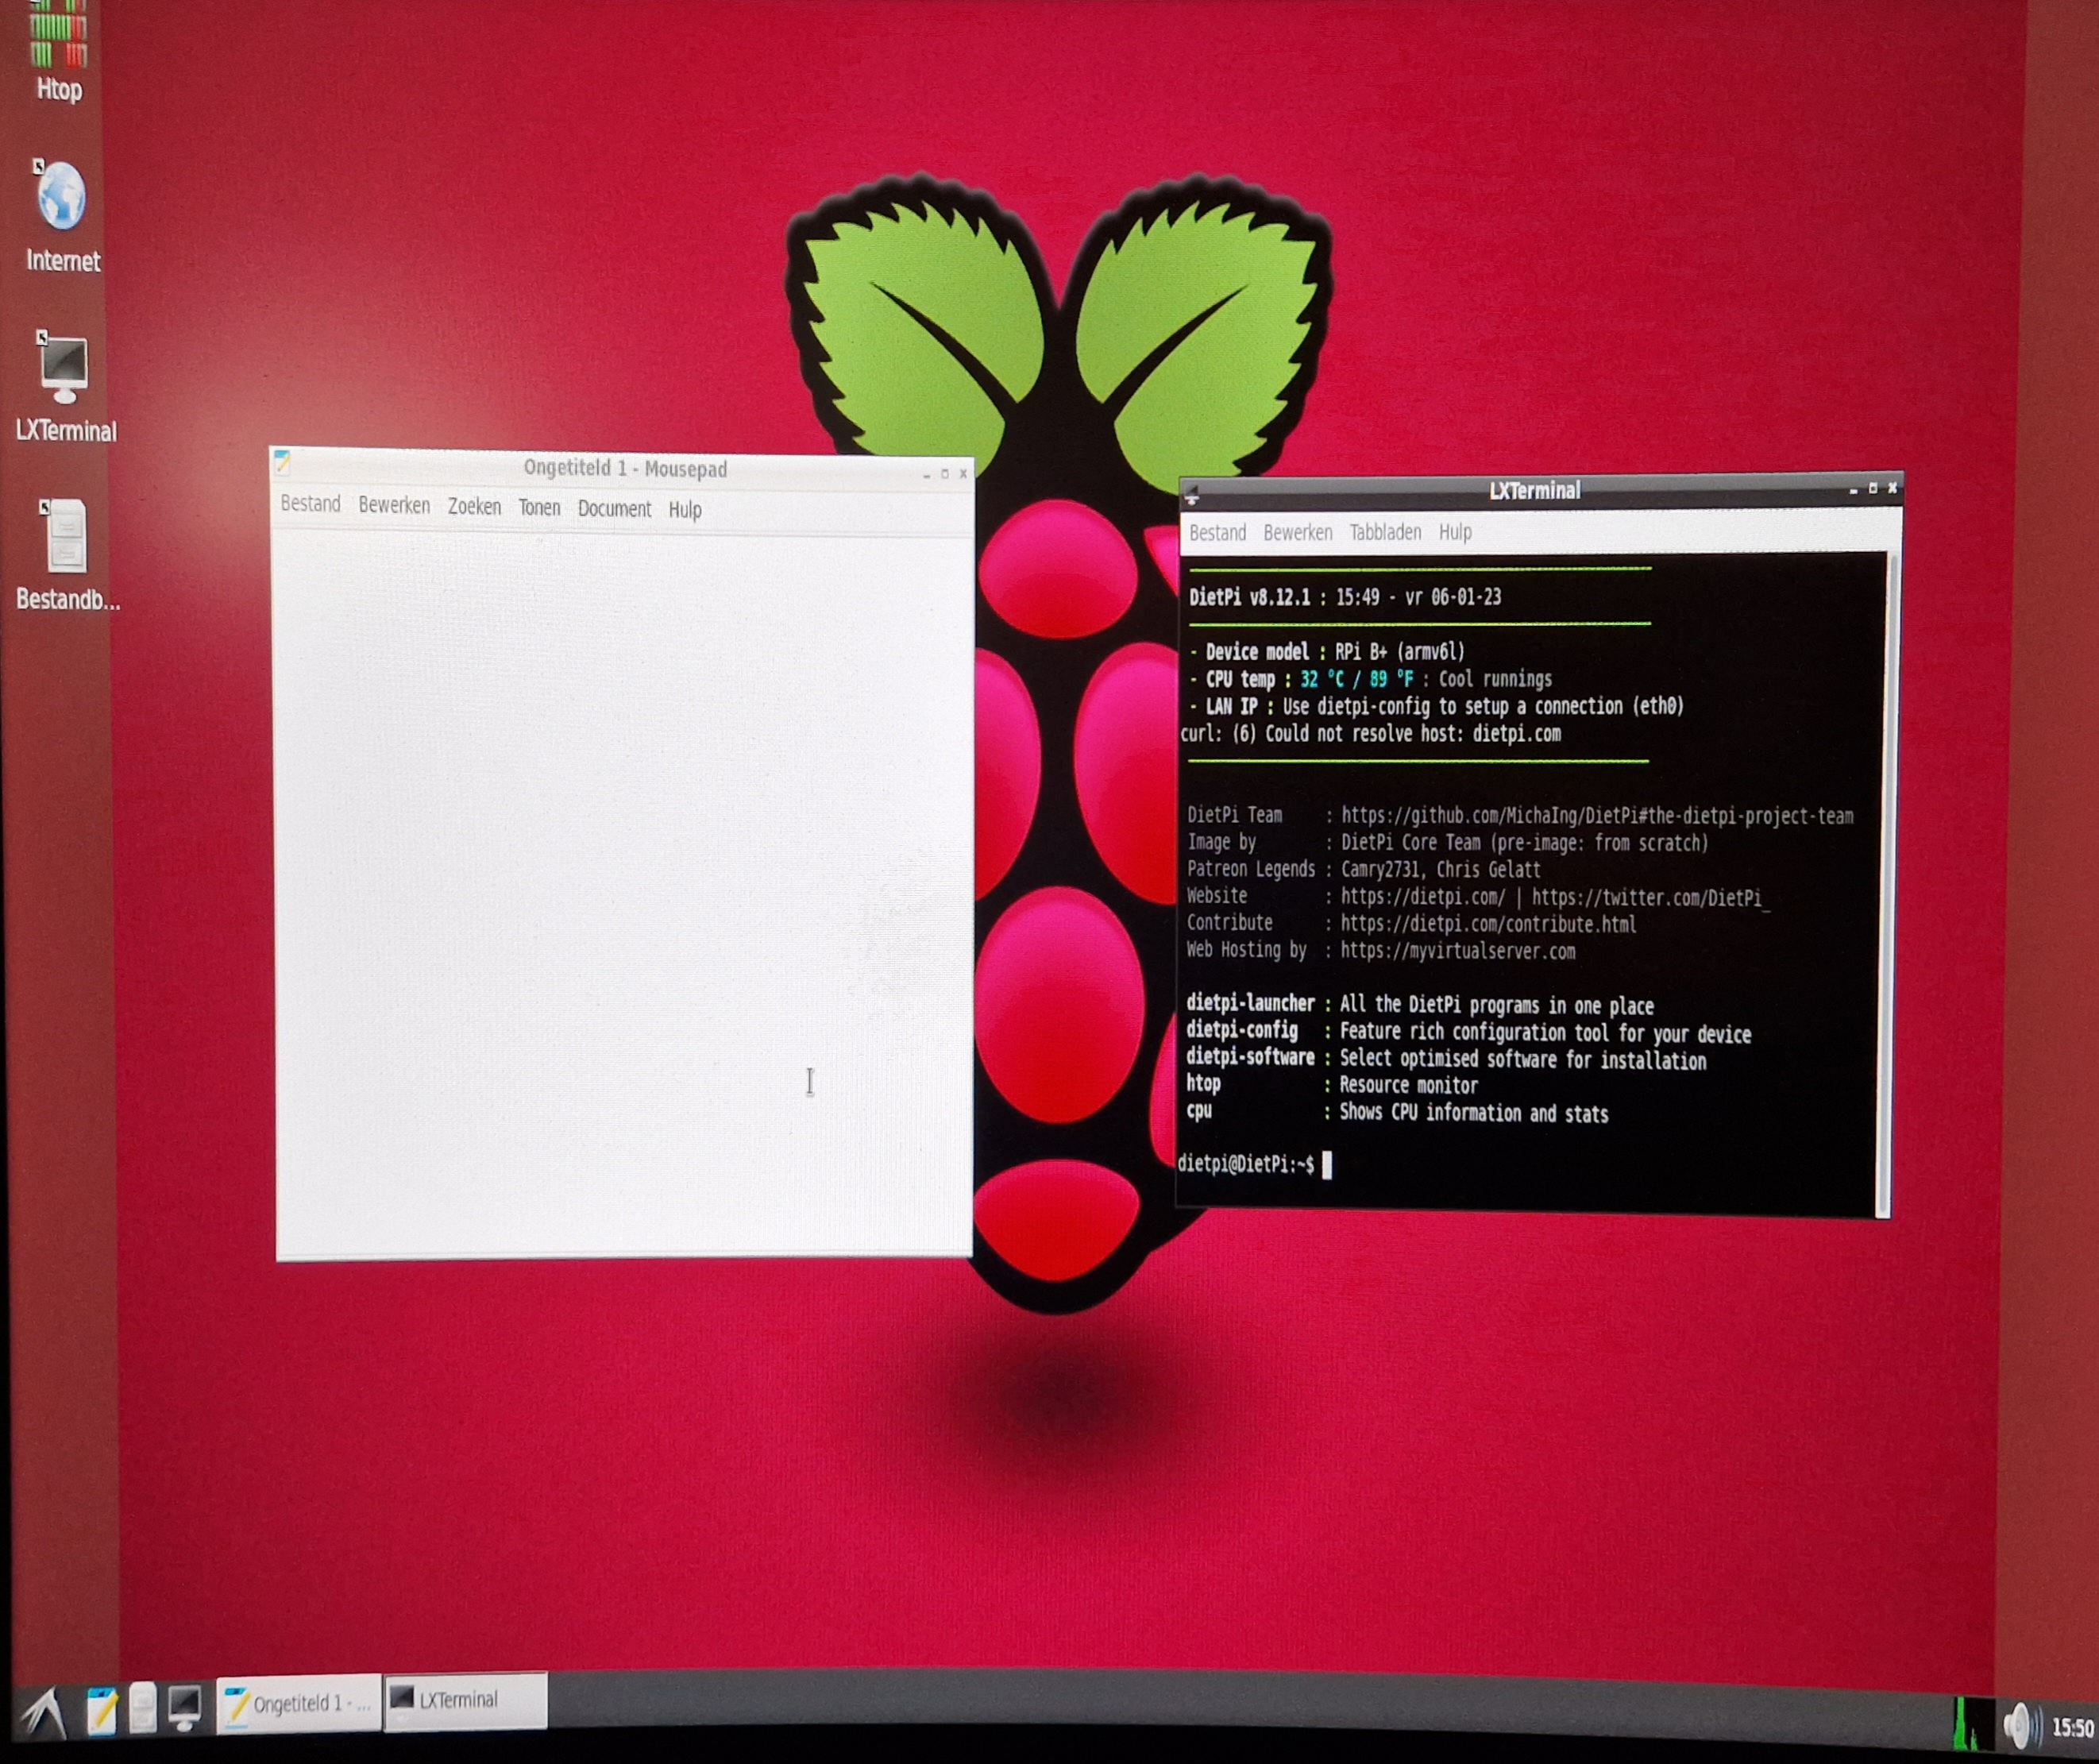 Htop
Internet
LXTerminal
Bestandb...
Ongetiteld 1 - Mousepad
Bestand Bewerken Zoeken Tonen Document Hulp
LXTerminal
Bestand Bewerken Tabbladen Hulp
DietPi v8.12.1 : 15:49 - vr 06-01-23
- Device model : RPi B+ (armv6l)
- CPU temp : 32 °C / 89 °F : Cool runnings
- LAN IP : Use dietpi-config to setup a connection (eth0)
curl: (6) Could not resolve host: dietpi.com
DietPi Team : https://github.com/MichaIng/DietPi#the-dietpi-project-team
Image by : DietPi Core Team (pre-image: from scratch)
Patreon Legends : Camry2731, Chris Gelatt
Website : https://dietpi.com/ | https://twitter.com/DietPi_
Contribute : https://dietpi.com/contribute.html
Web Hosting by : https://myvirtualserver.com
dietpi-launcher : All the DietPi programs in one place
dietpi-config : Feature rich configuration tool for your device
dietpi-software : Select optimised software for installation
htop : Resource monitor
cpu : Shows CPU information and stats
dietpi@DietPi:~$
Ongetiteld 1 - ...
LXTerminal
15:50